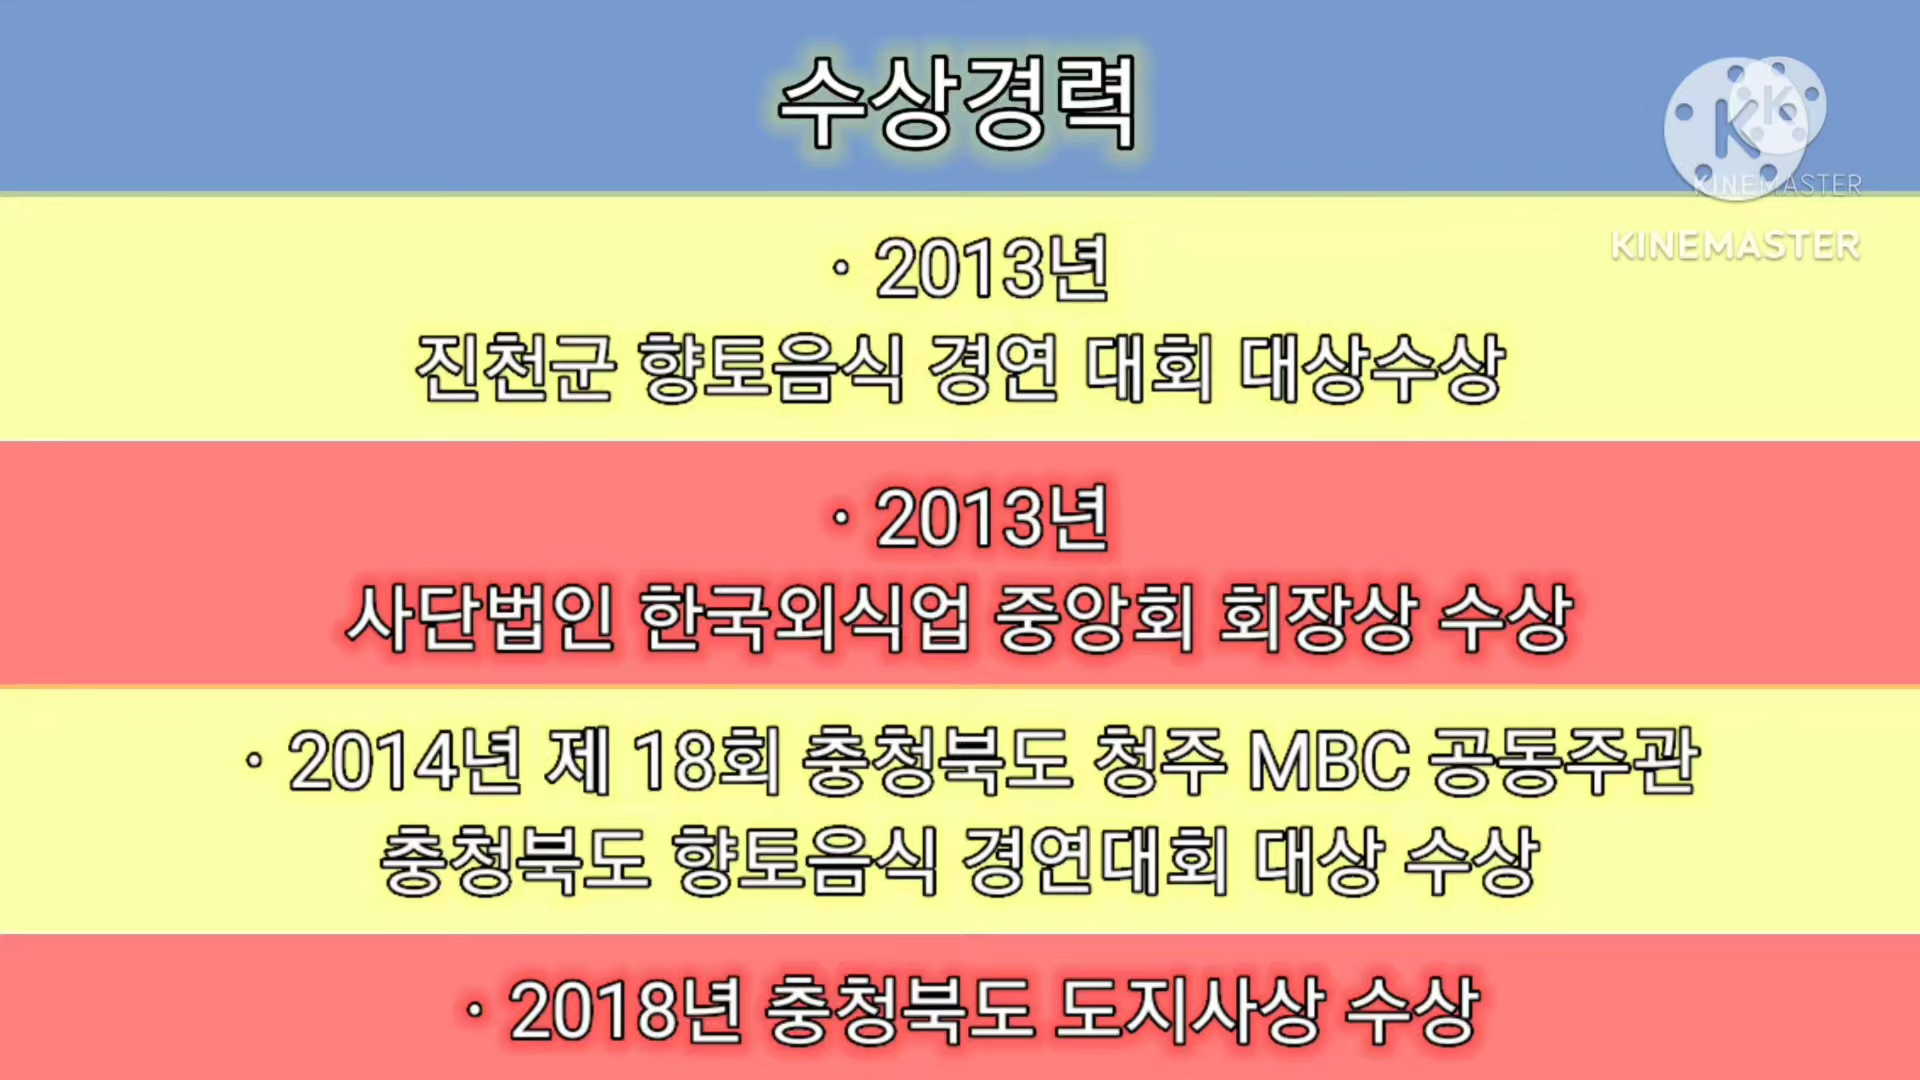 수상경력
KINEMASTER
KINEMASTER
· 2013년
진천군 향토음식 경연 대회 대상수상
· 2013년
사단법인 한국외식업 중앙회 회장상 수상
· 2014년 제 18회 충청북도 청주 MBC 공동주관
충청북도 향토음식 경연대회 대상 수상
· 2018년 충청북도 도지사상 수상